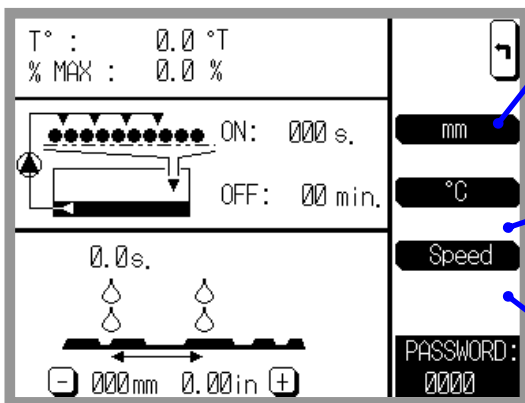 T° : 0.0 °T
% MAX : 0.0 %
ON: 000 s.
OFF: 00 min.
0.0s.
- 000mm 0.00in +
mm
°C
Speed
PASSWORD:
0000